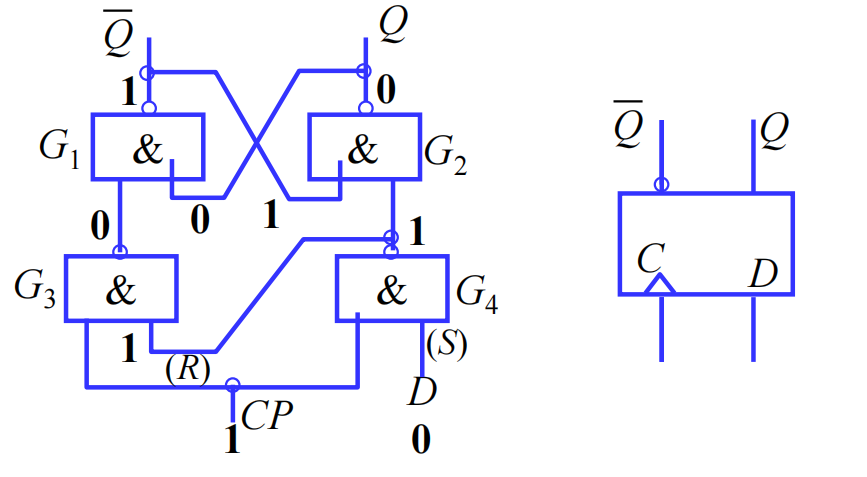 Q̅ Q
1 0
G₁ & & G₂
0 0 1 1
G₃ & & G₄
1 (R) (S)
CP D
1 0
Q̅ Q
C D